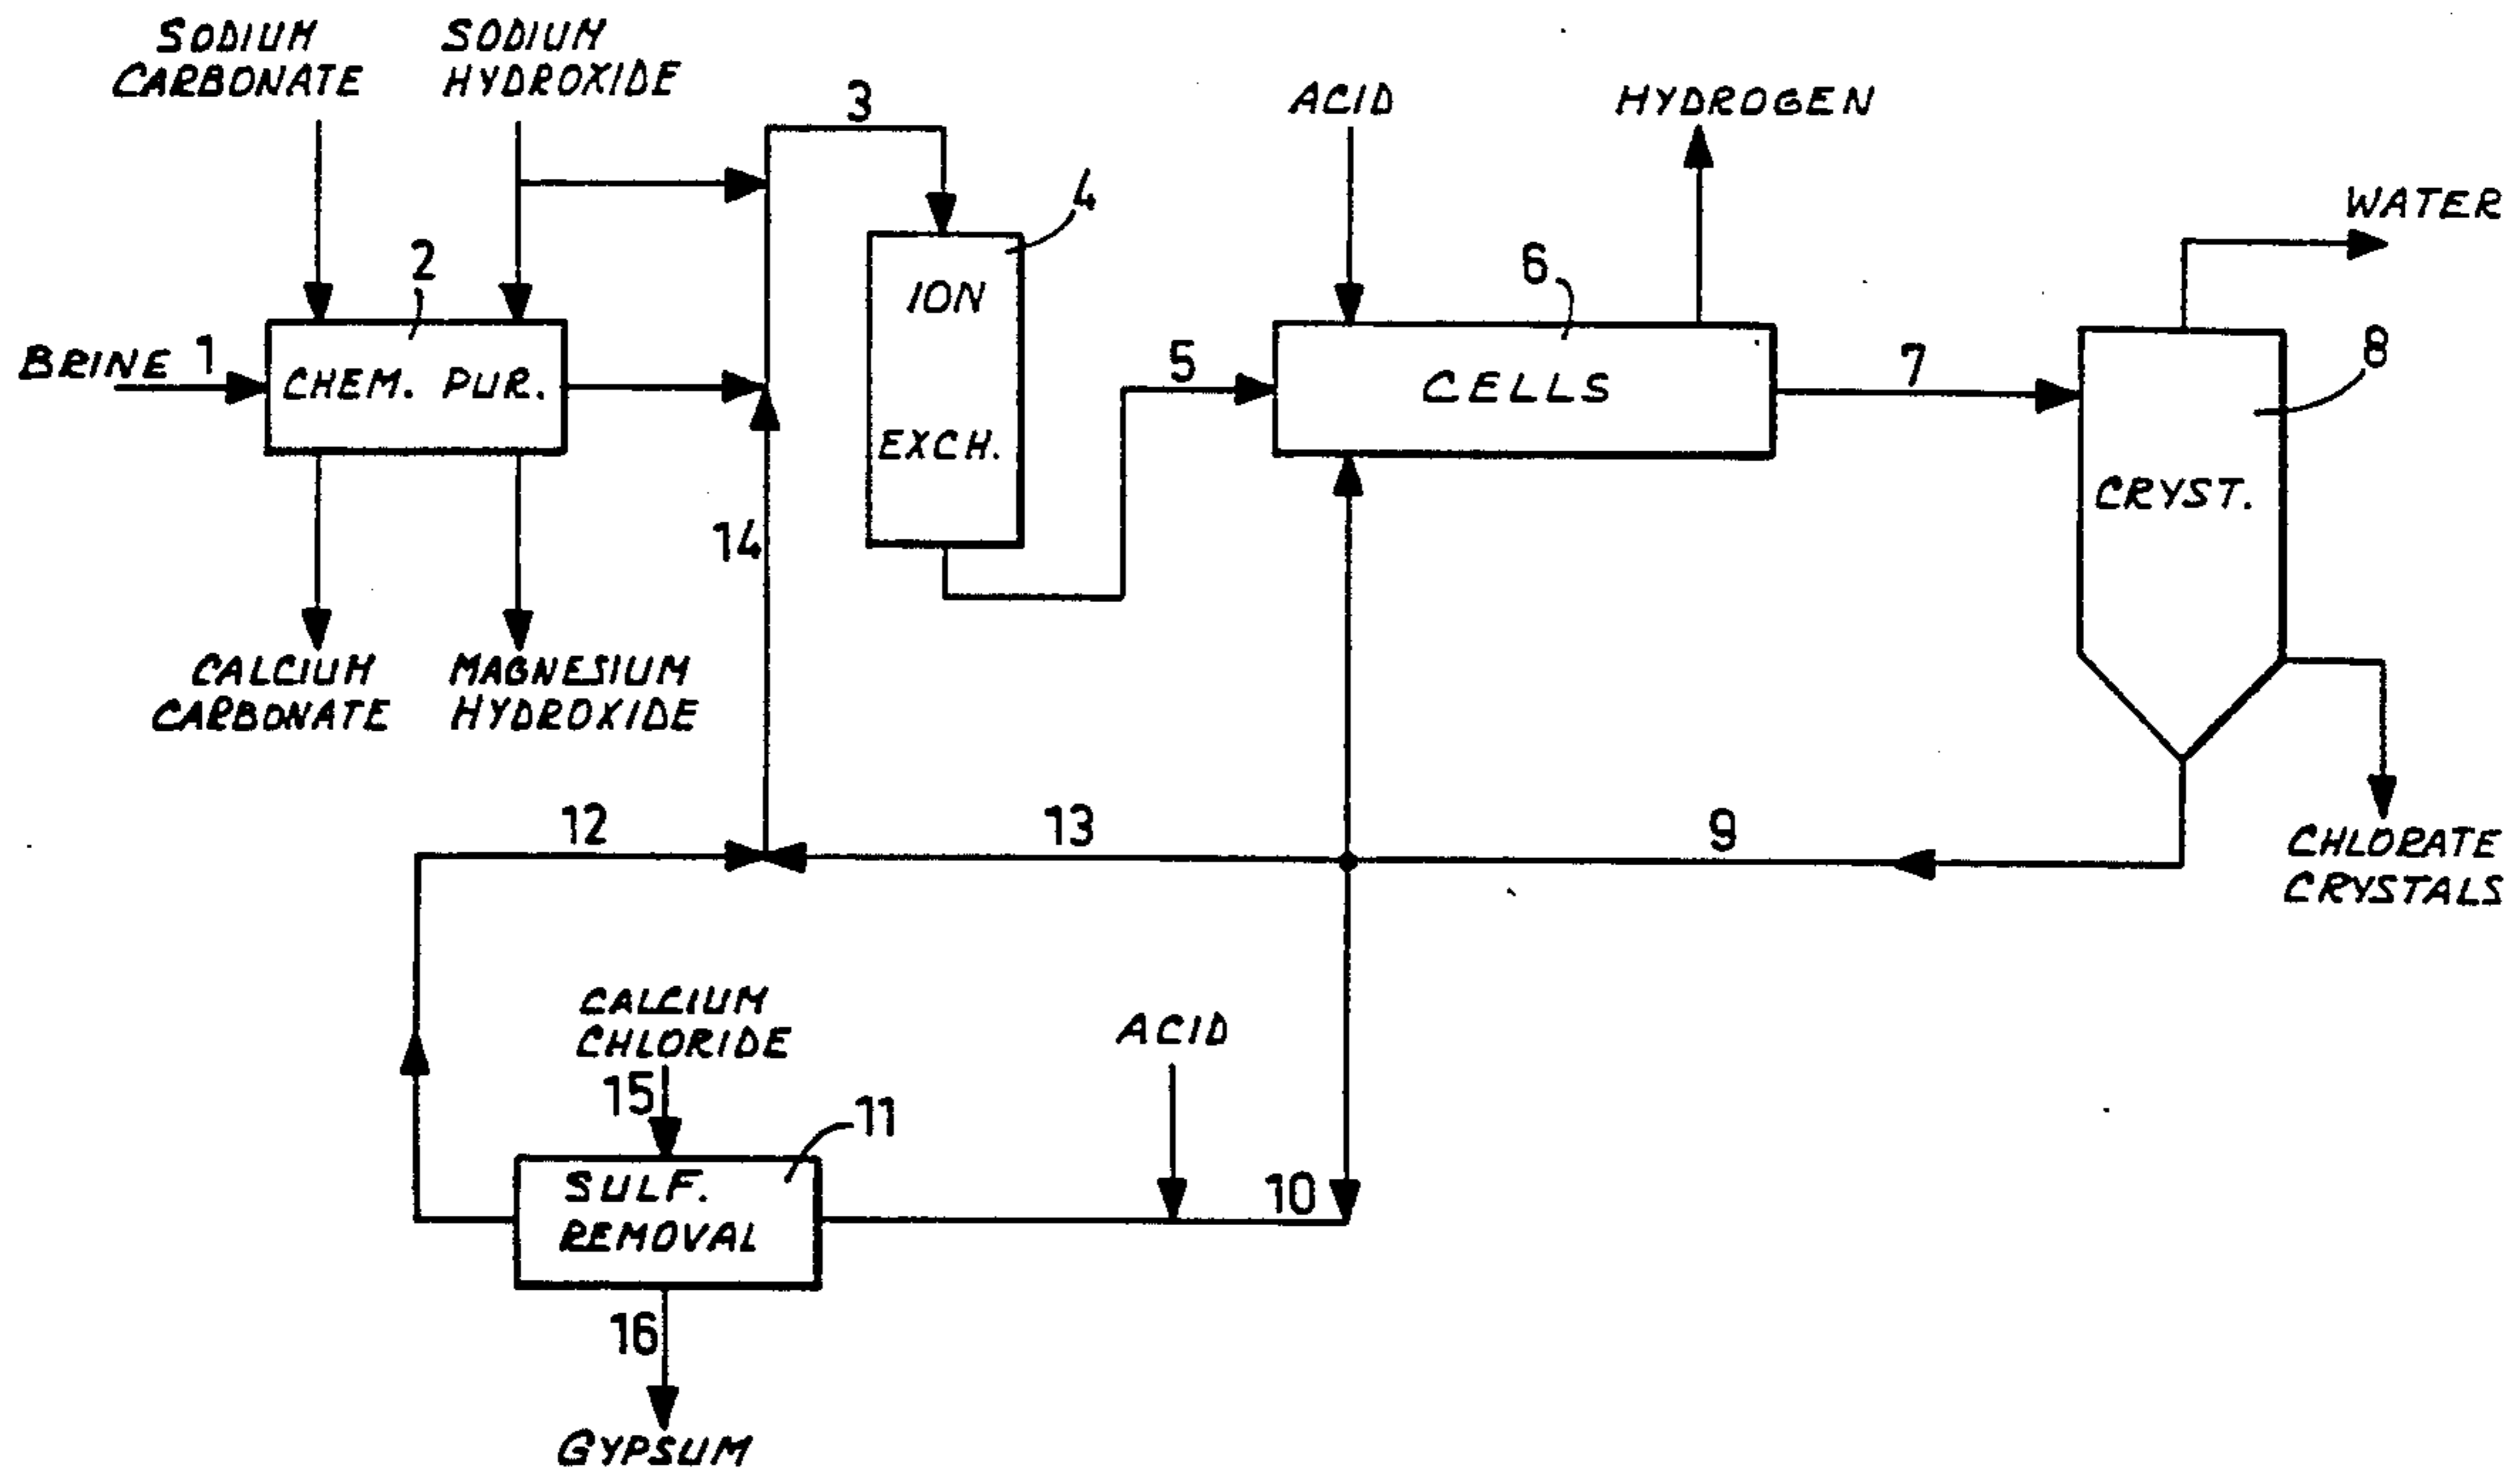 SODIUM
CARBONATE
SODIUM
HYDROXIDE
3
ACID
HYDROGEN
4
WATER
2
6
ION
8
BRINE 1
CHEM. PUR.
5
CELLS
7
EXCH.
CRYST.
14
CALCIUM
CARBONATE
MAGNESIUM
HYDROXIDE
12
13
9
CHLORATE
CRYSTALS
CALCIUM
CHLORIDE
ACID
15
11
SULF.
REMOVAL
10
16
GYPSUM